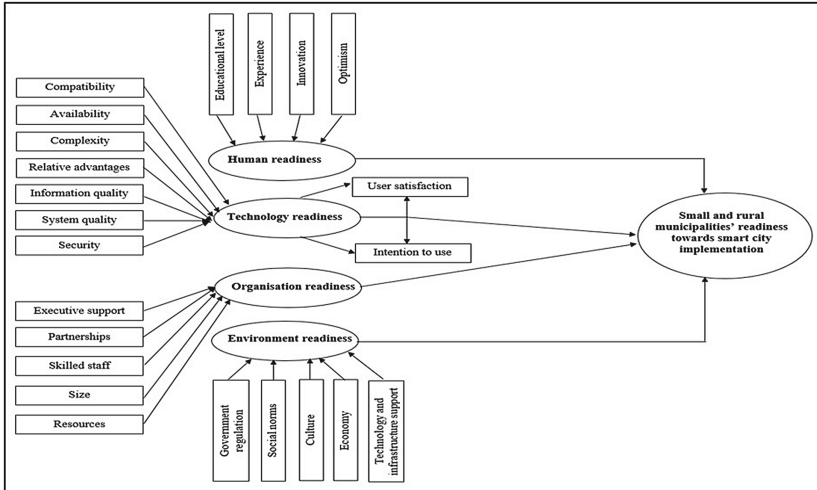 Educational level
Experience
Innovation
Optimism
Compatibility
Availability
Complexity
Relative advantages
Information quality
System quality
Security
Human readiness
Technology readiness
User satisfaction
Intention to use
Small and rural
municipalities’ readiness
towards smart city
implementation
Organisation readiness
Executive support
Partnerships
Skilled staff
Size
Resources
Environment readiness
Government
regulation
Social norms
Culture
Economy
Technology and
infrastructure support